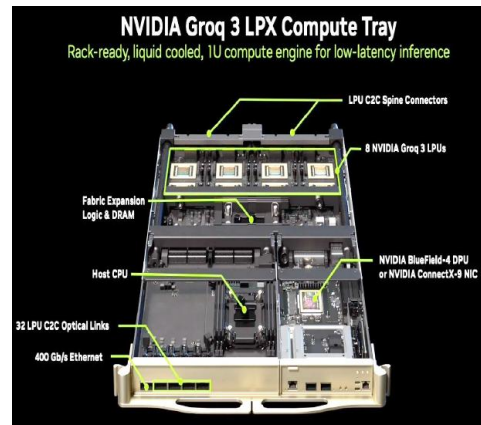 NVIDIA Groq 3 LPX Compute Tray
Rack-ready, liquid cooled, 1U compute engine for low-latency inference
LPU C2C Spine Connectors
8 NVIDIA Groq 3 LPUs
Fabric Expansion
Logic & DRAM
NVIDIA BlueField-4 DPU
or NVIDIA ConnectX-9 NIC
Host CPU
32 LPU C2C Optical Links
400 Gb/s Ethernet